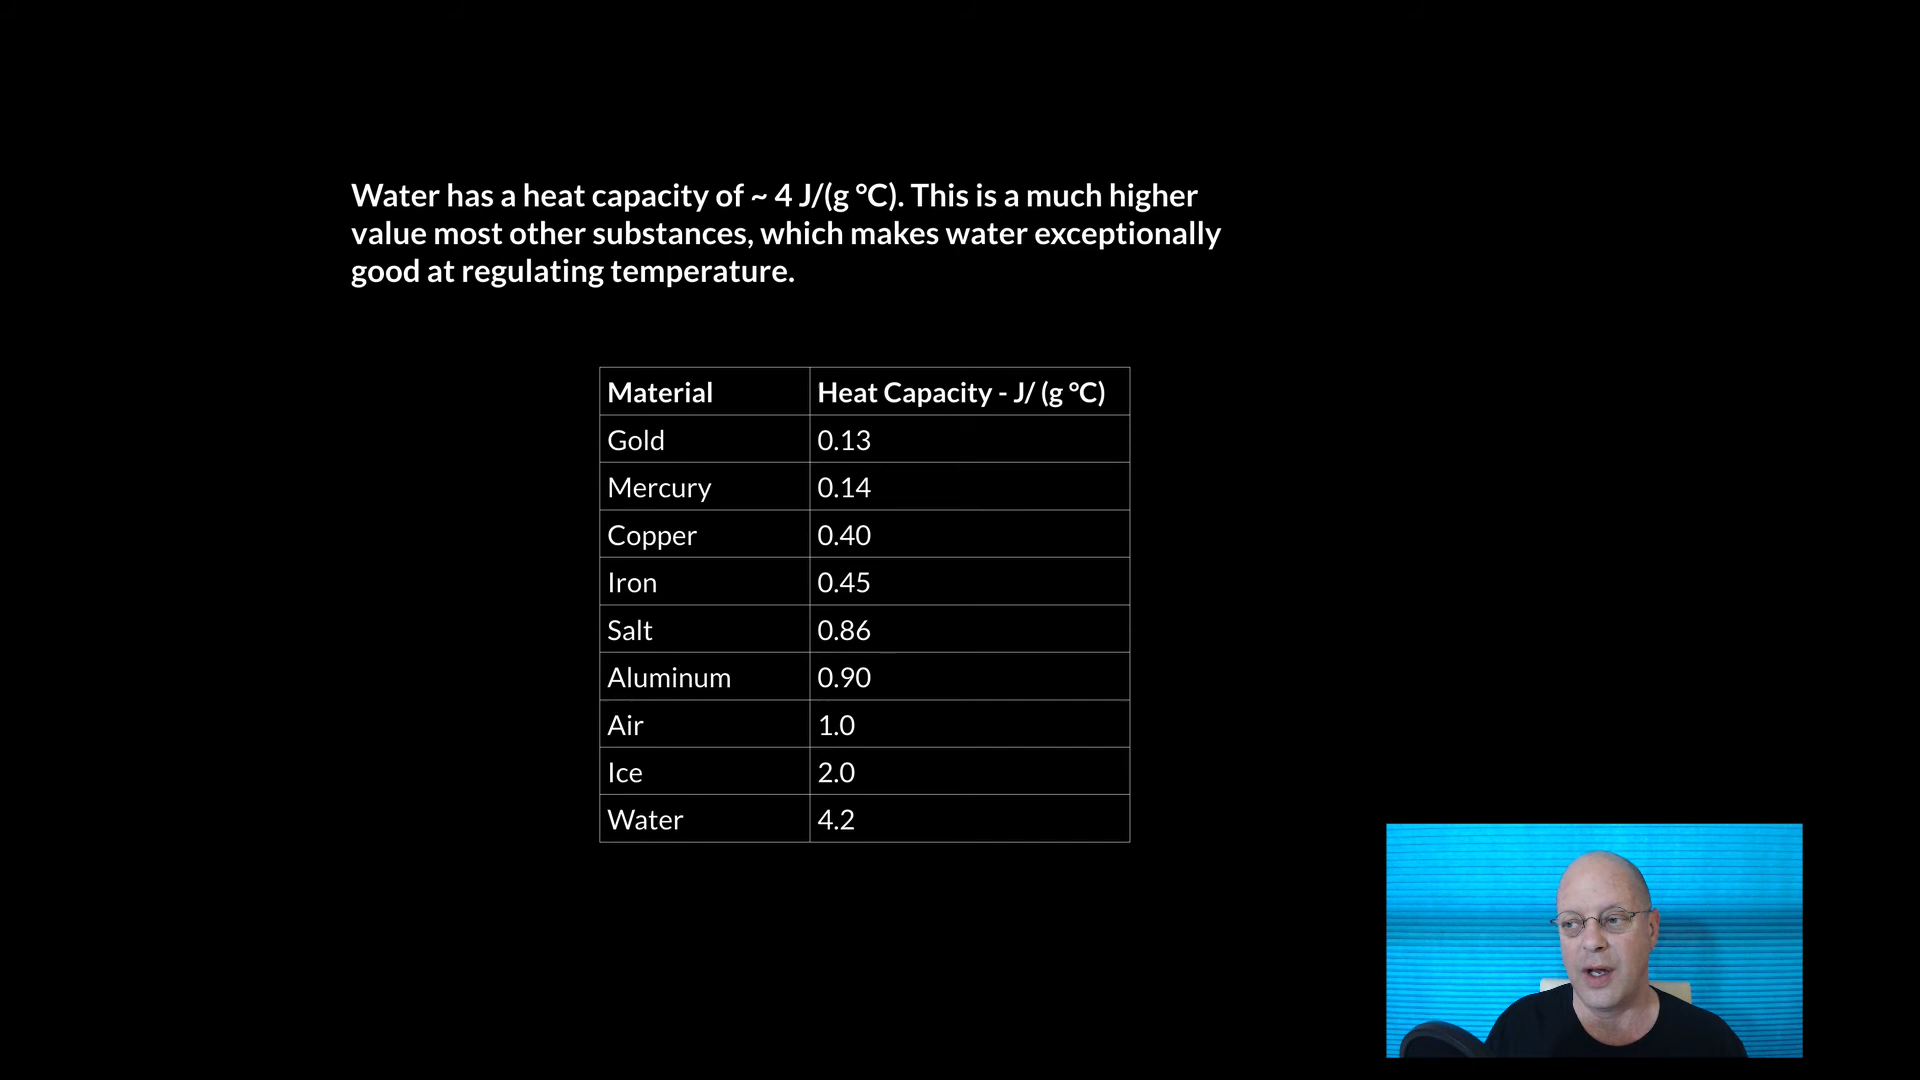 Water has a heat capacity of ~ 4 J/(g °C). This is a much higher
value most other substances, which makes water exceptionally
good at regulating temperature.
Material Heat Capacity - J/ (g °C)
Gold 0.13
Mercury 0.14
Copper 0.40
Iron 0.45
Salt 0.86
Aluminum 0.90
Air 1.0
Ice 2.0
Water 4.2